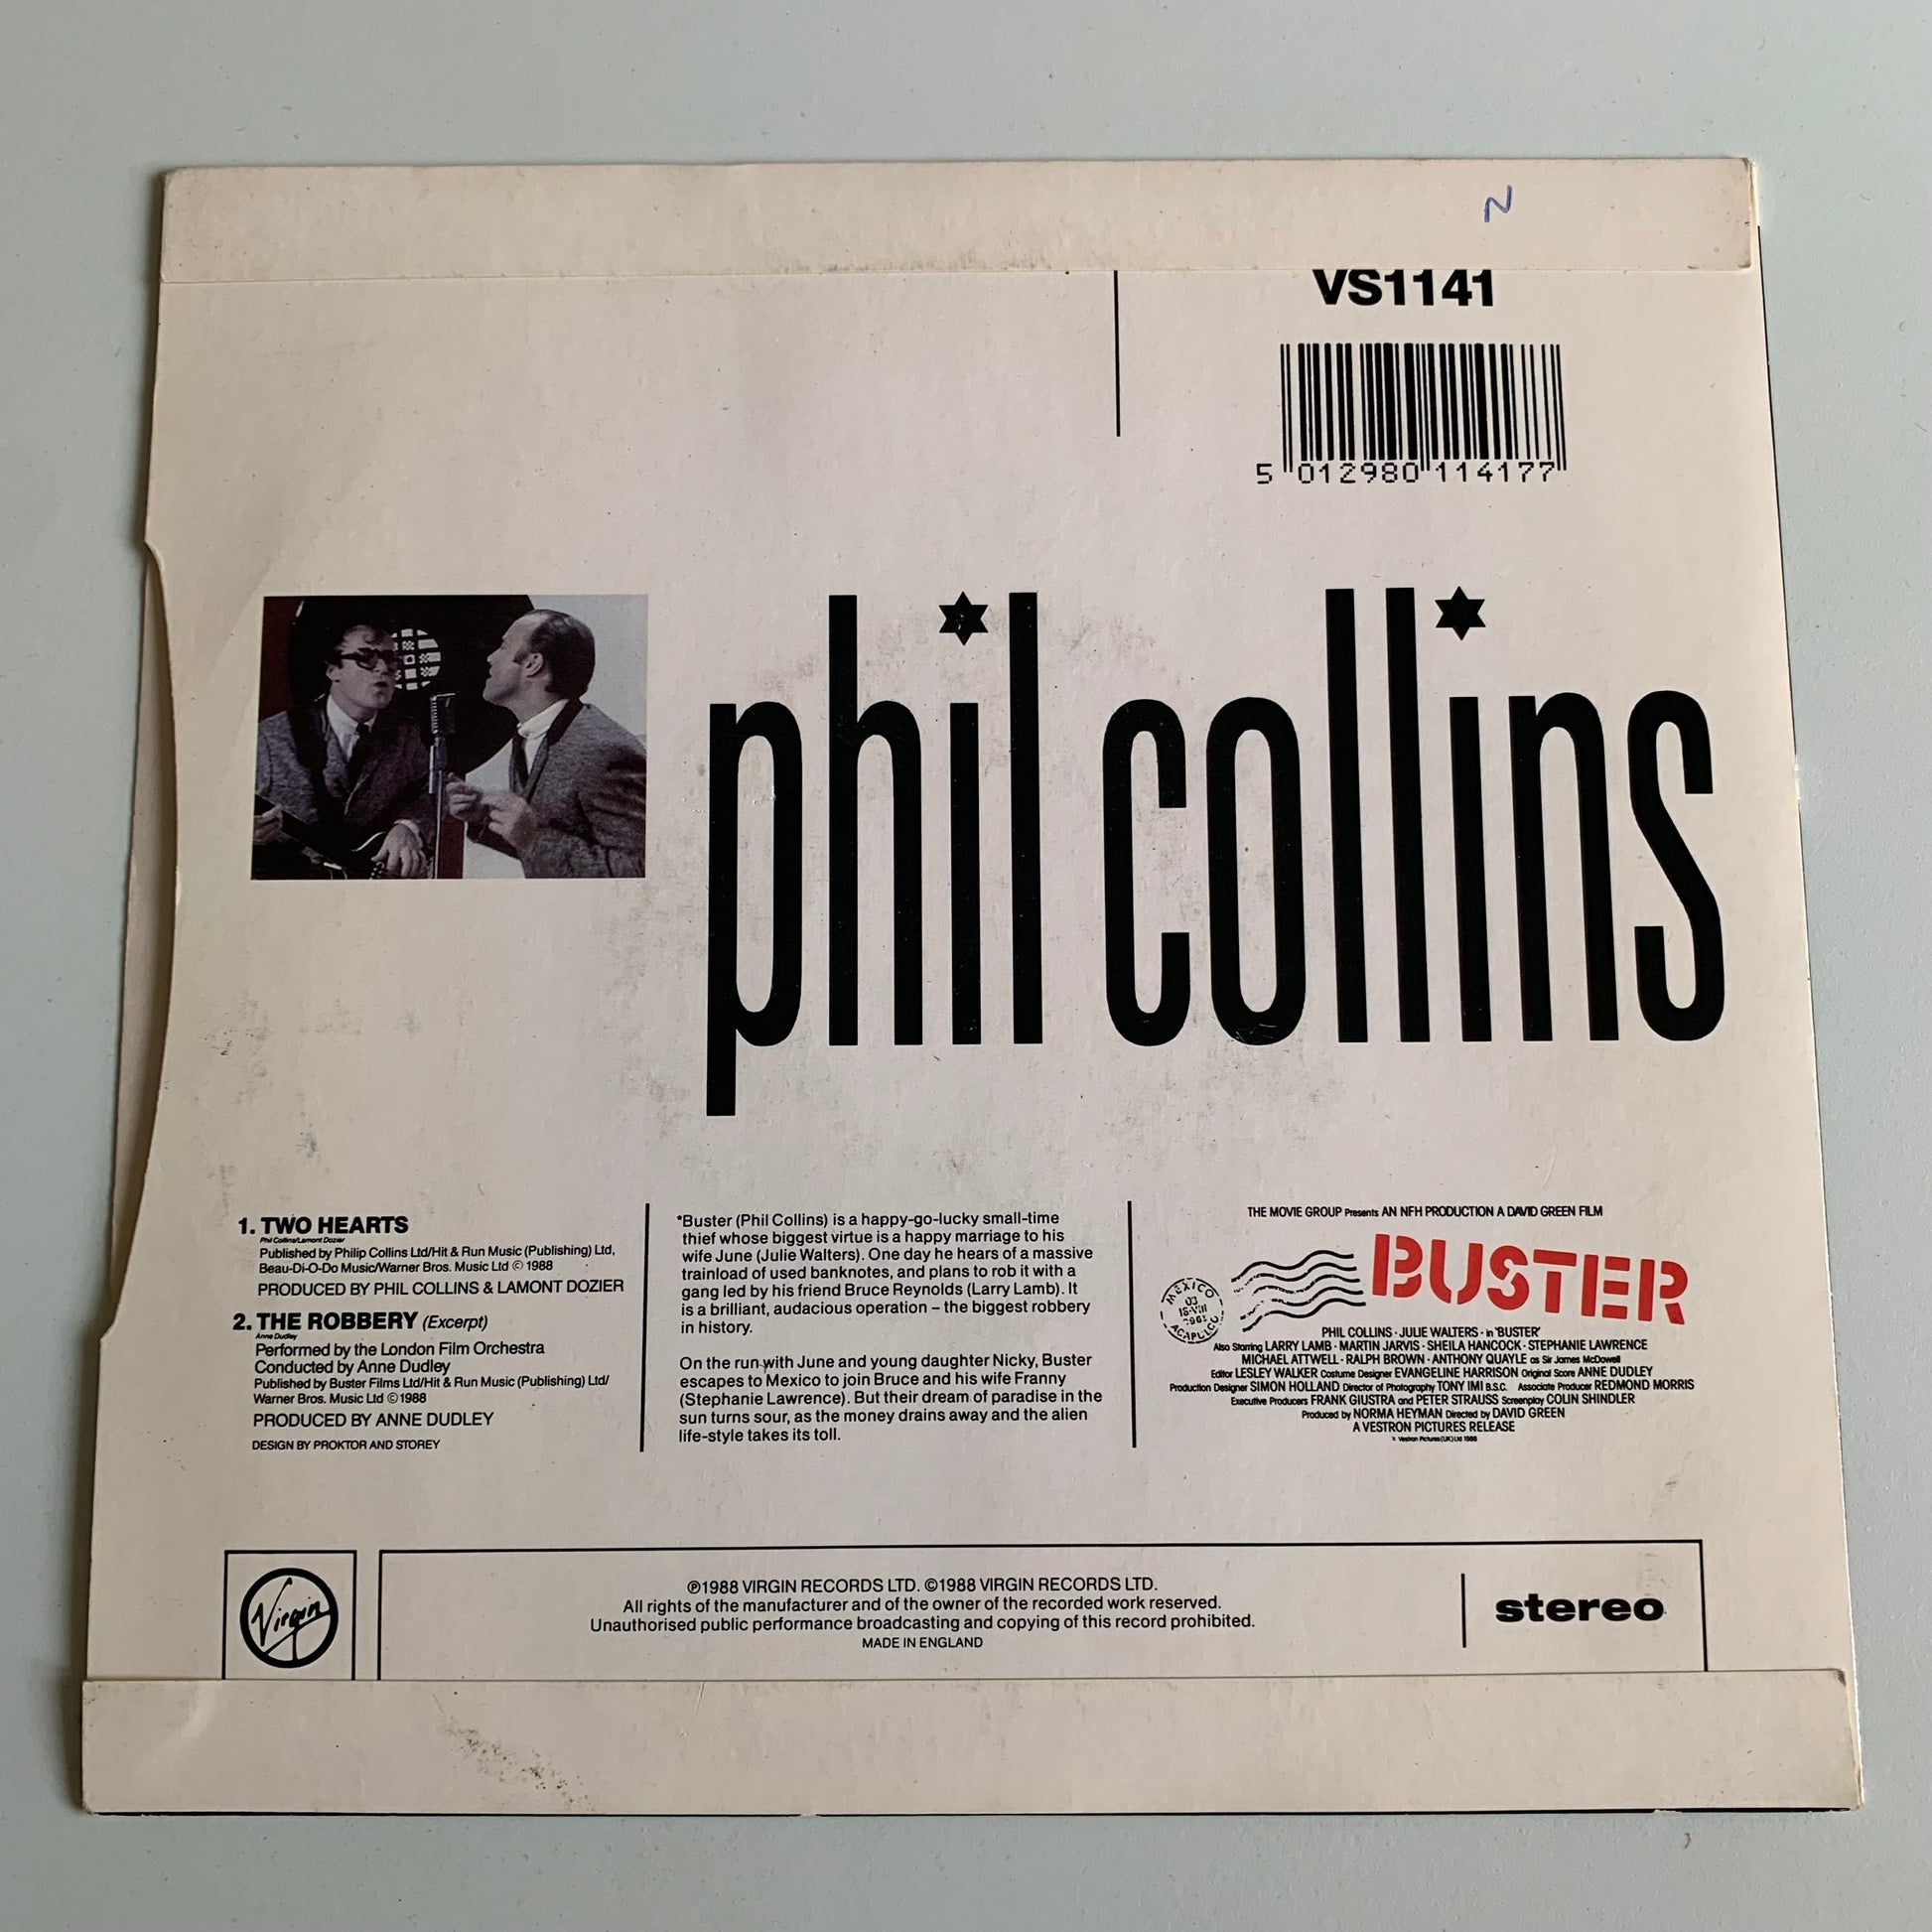 N
VS1141
5 012980 114177
phil collins
1. TWO HEARTS
Phil Collins/Lamont Dozier
Published by Philip Collins Ltd/Hit & Run Music (Publishing) Ltd,
Beau-Di-O-Do Music/Warner Bros. Music Ltd © 1988
PRODUCED BY PHIL COLLINS & LAMONT DOZIER
2. THE ROBBERY (Excerpt)
Anne Dudley
Performed by the London Film Orchestra
Conducted by Anne Dudley
Published by Buster Films Ltd/Hit & Run Music (Publishing) Ltd/
Warner Bros. Music Ltd ©1988
PRODUCED BY ANNE DUDLEY
DESIGN BY PROKTOR AND STOREY
*Buster (Phil Collins) is a happy-go-lucky small-time
thief whose biggest virtue is a happy marriage to his
wife June (Julie Walters). One day he hears of a massive
trainload of used banknotes, and plans to rob it with a
gang led by his friend Bruce Reynolds (Larry Lamb). It
is a brilliant, audacious operation – the biggest robbery
in history.
On the run with June and young daughter Nicky, Buster
escapes to Mexico to join Bruce and his wife Franny
(Stephanie Lawrence). But their dream of paradise in the
sun turns sour, as the money drains away and the alien
life-style takes its toll.
THE MOVIE GROUP Presents AN NFH PRODUCTION A DAVID GREEN FILM
BUSTER
MEXICO
ACAPULCO
PHIL COLLINS · JULIE WALTERS · in 'BUSTER'
Also Starring LARRY LAMB · MARTIN JARVIS · SHEILA HANCOCK · STEPHANIE LAWRENCE
MICHAEL ATTWELL · RALPH BROWN · ANTHONY QUAYLE as Sir James McDowell
Editor LESLEY WALKER Costume Designer EVANGELINE HARRISON Original Score ANNE DUDLEY
Production Designer SIMON HOLLAND Director of Photography TONY IMI B.S.C. Associate Producer REDMOND MORRIS
Executive Producers FRANK GIUSTRA and PETER STRAUSS Screenplay COLIN SHINDLER
Produced by NORMA HEYMAN Directed by DAVID GREEN
A VESTRON PICTURES RELEASE
Vestron Pictures (UK) Ltd 1988
Virgin
℗1988 VIRGIN RECORDS LTD. ©1988 VIRGIN RECORDS LTD.
All rights of the manufacturer and of the owner of the recorded work reserved.
Unauthorised public performance broadcasting and copying of this record prohibited.
MADE IN ENGLAND
stereo